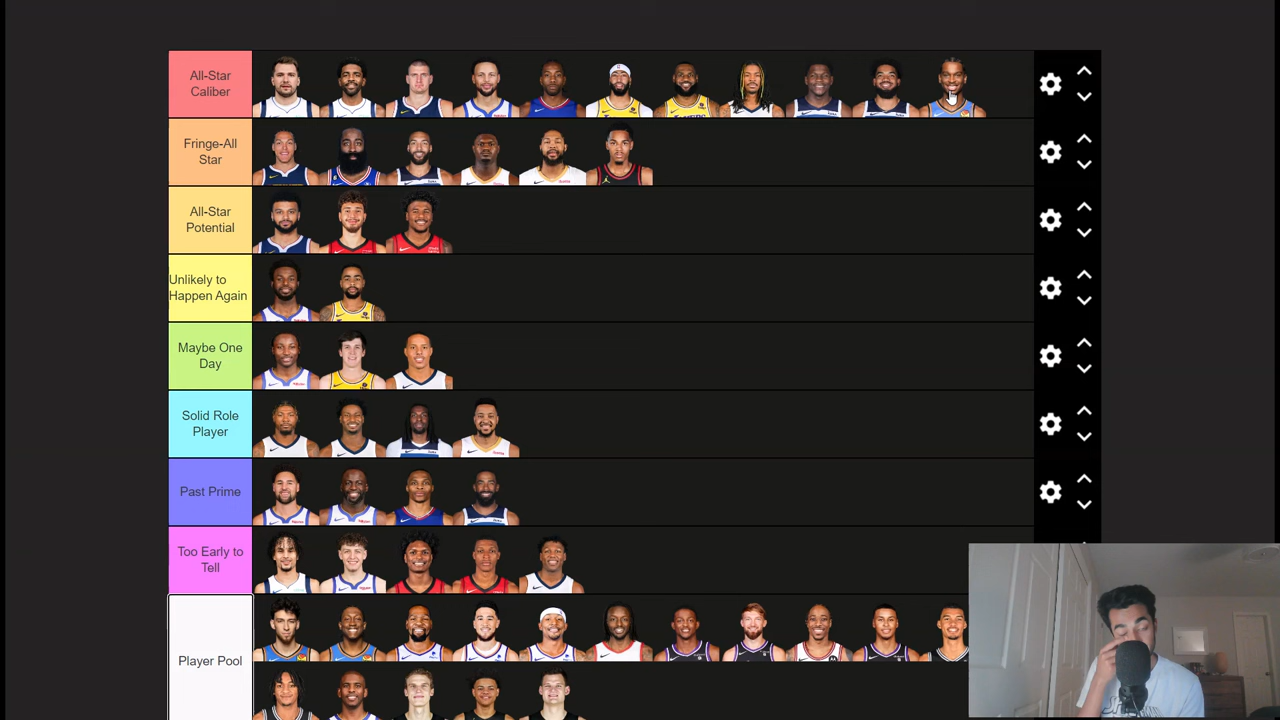 All-Star
Caliber
Fringe-All
Star
All-Star
Potential
Unlikely to
Happen Again
Maybe One
Day
Solid Role
Player
Past Prime
Too Early to
Tell
Player Pool